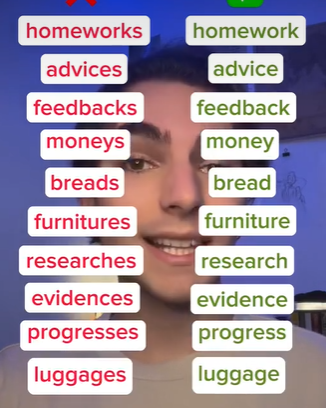 homeworks homework
advices advice
feedbacks feedback
moneys money
breads bread
furnitures furniture
researches research
evidences evidence
progresses progress
luggages luggage